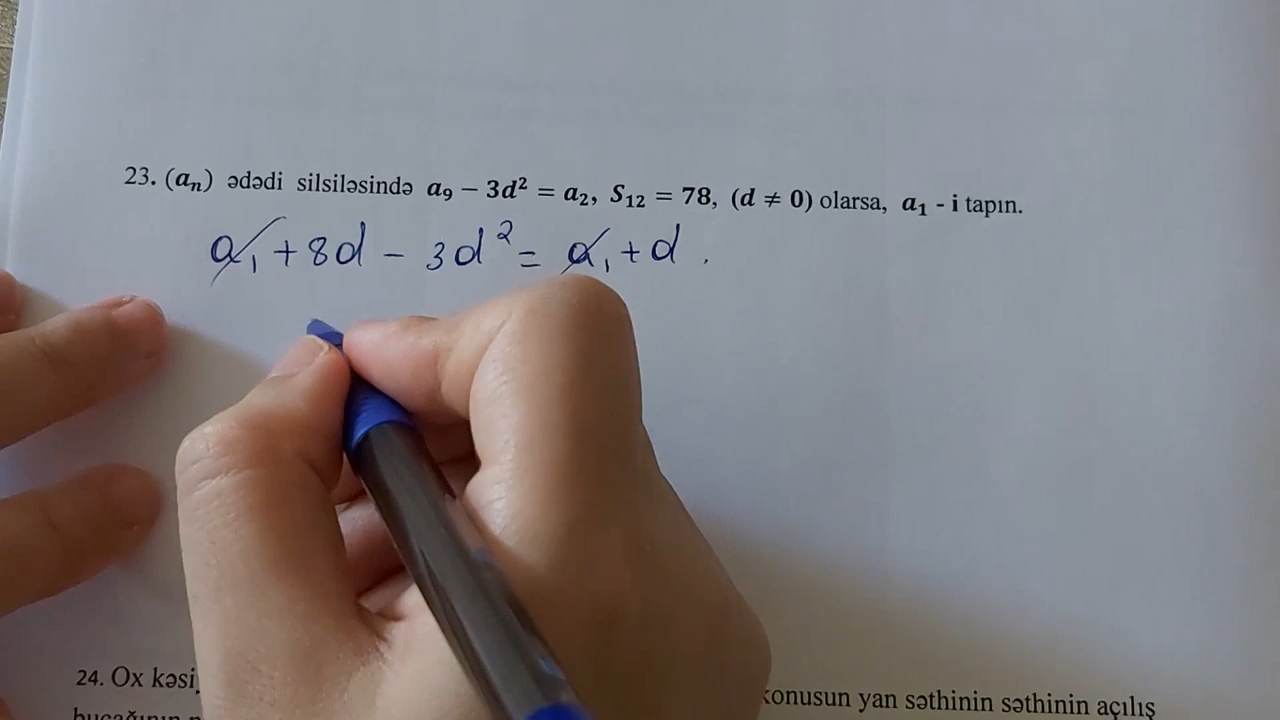 23. (aₙ) ədədi silsiləsində a₉ − 3d² = a₂, S₁₂ = 78, (d ≠ 0) olarsa, a₁ - i tapın.
a₁ + 8d − 3d² = a₁ + d .
24. Ox konusun yan səthinin səthinin açılış